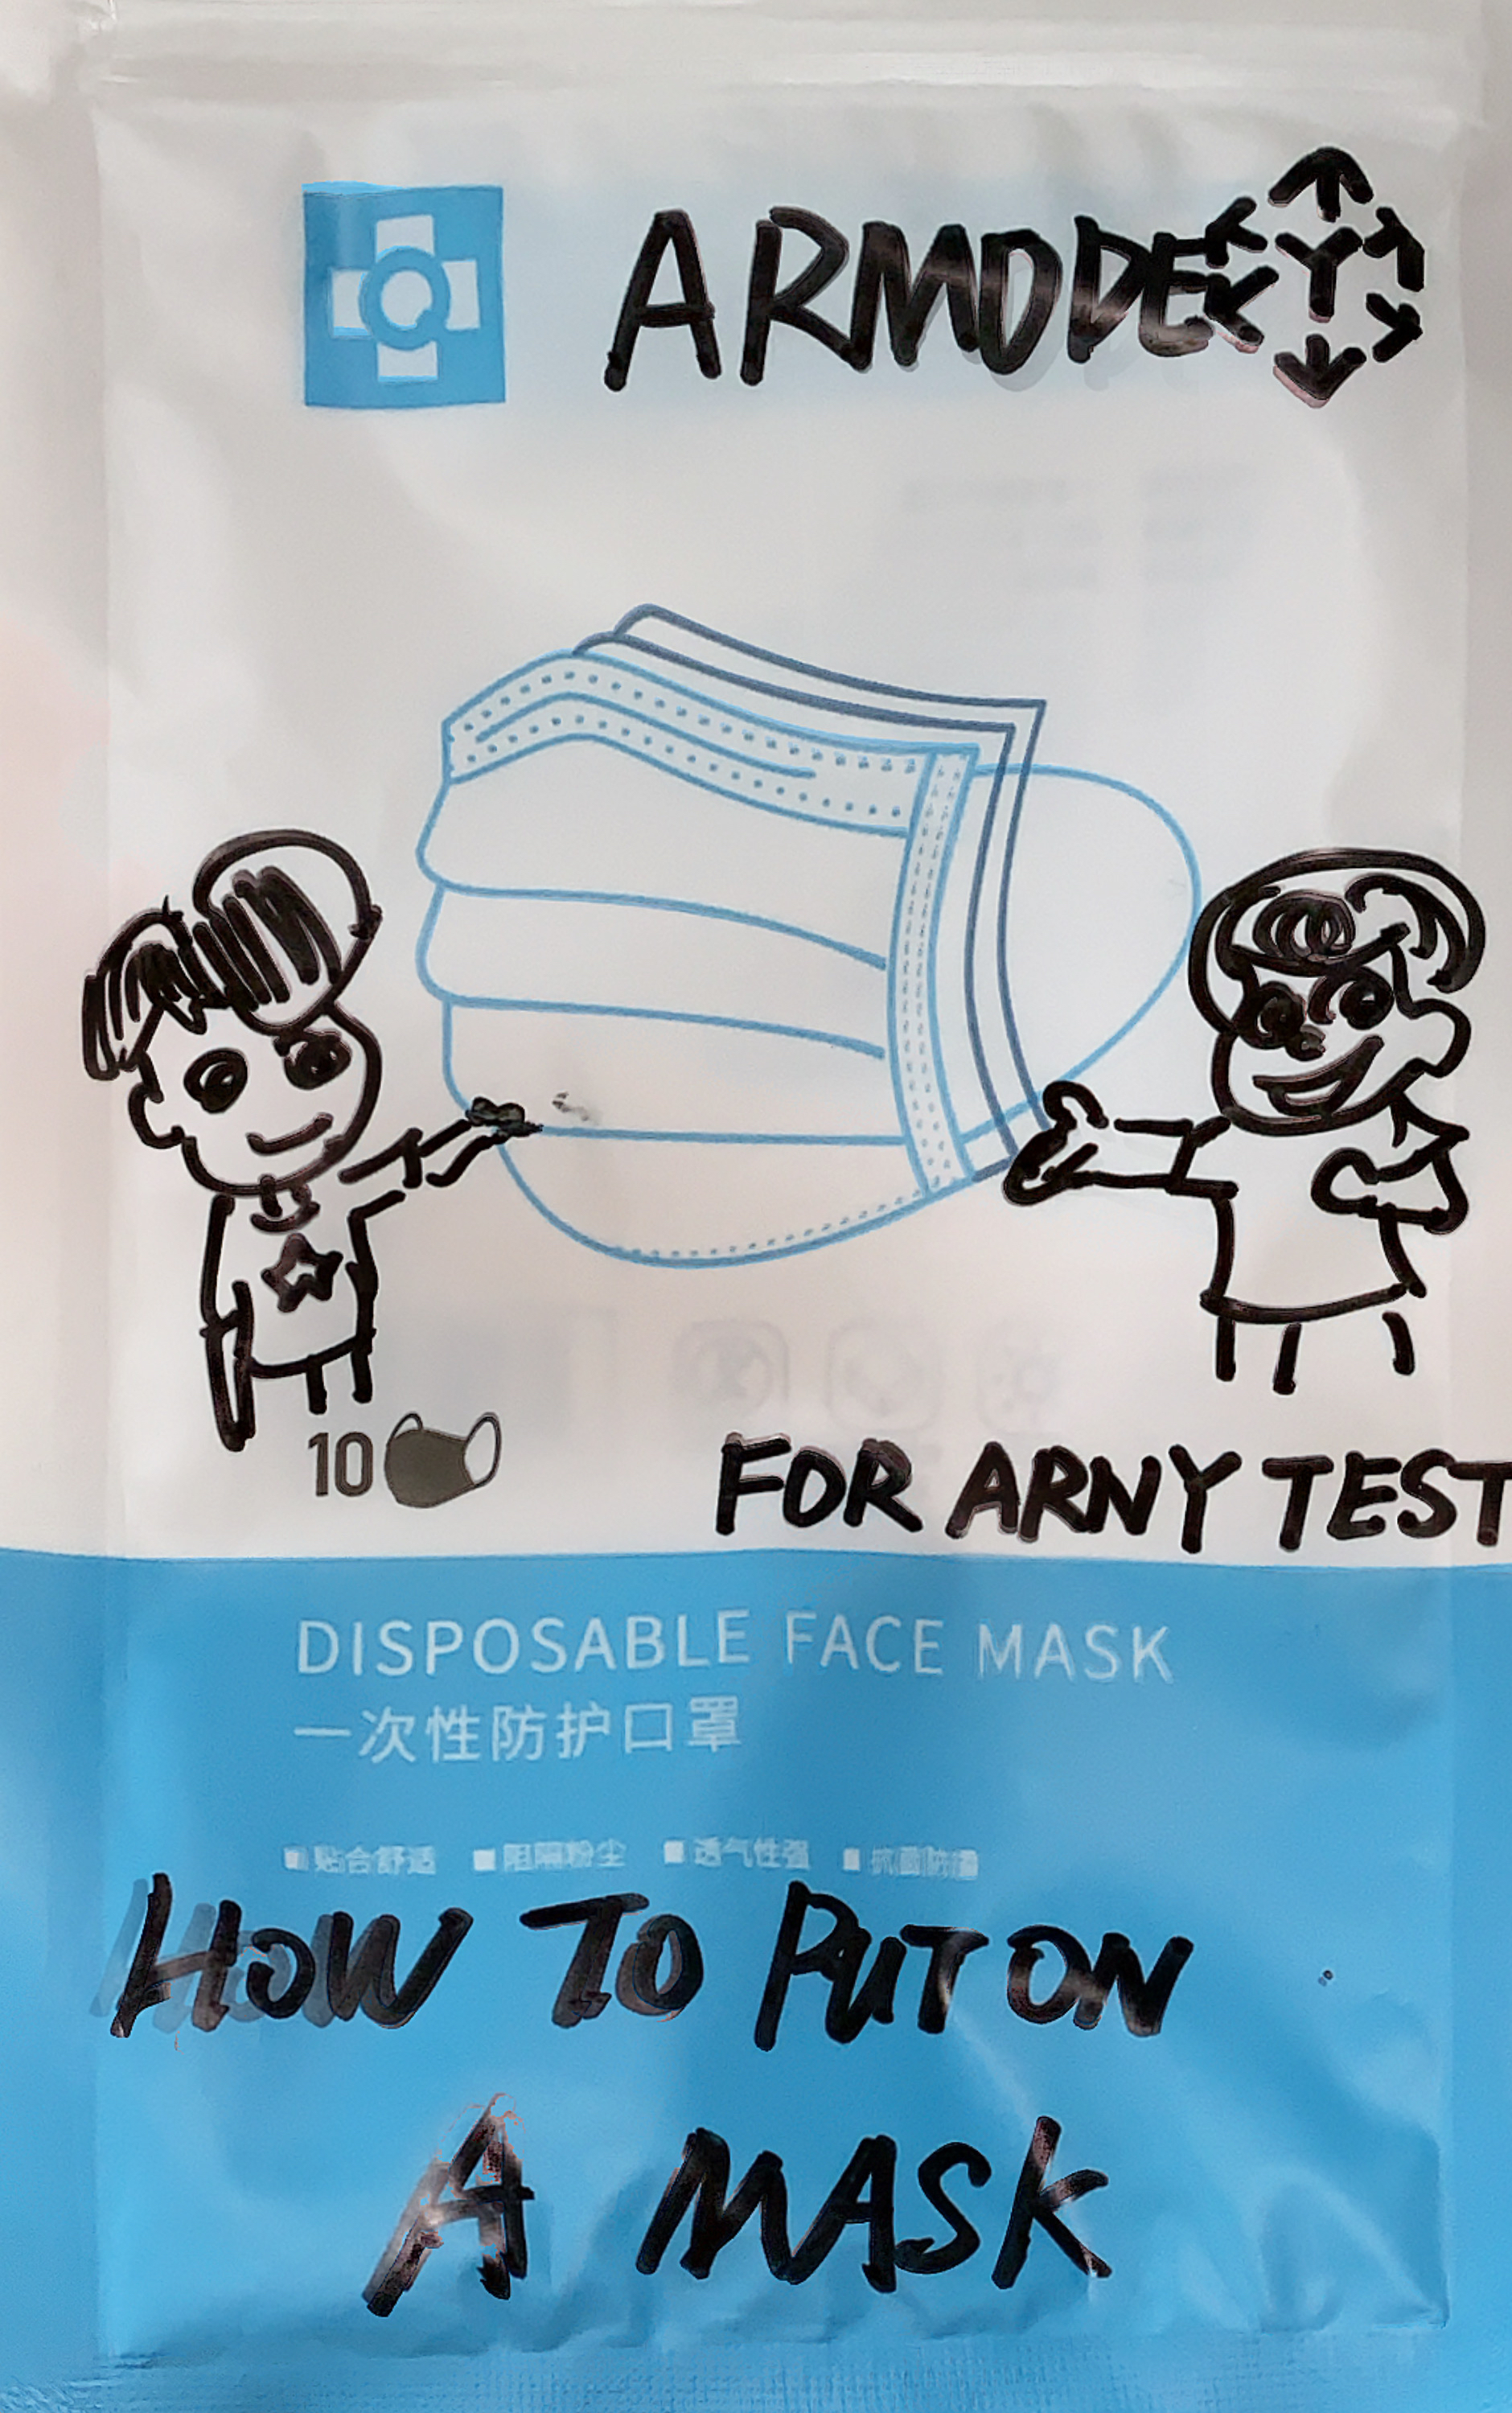 ARMODE
10
FOR ARNY TEST
DISPOSABLE FACE MASK
一次性防护口罩
贴合舒适 阻隔粉尘 透气性强
HOW TO PUT ON
A MASK